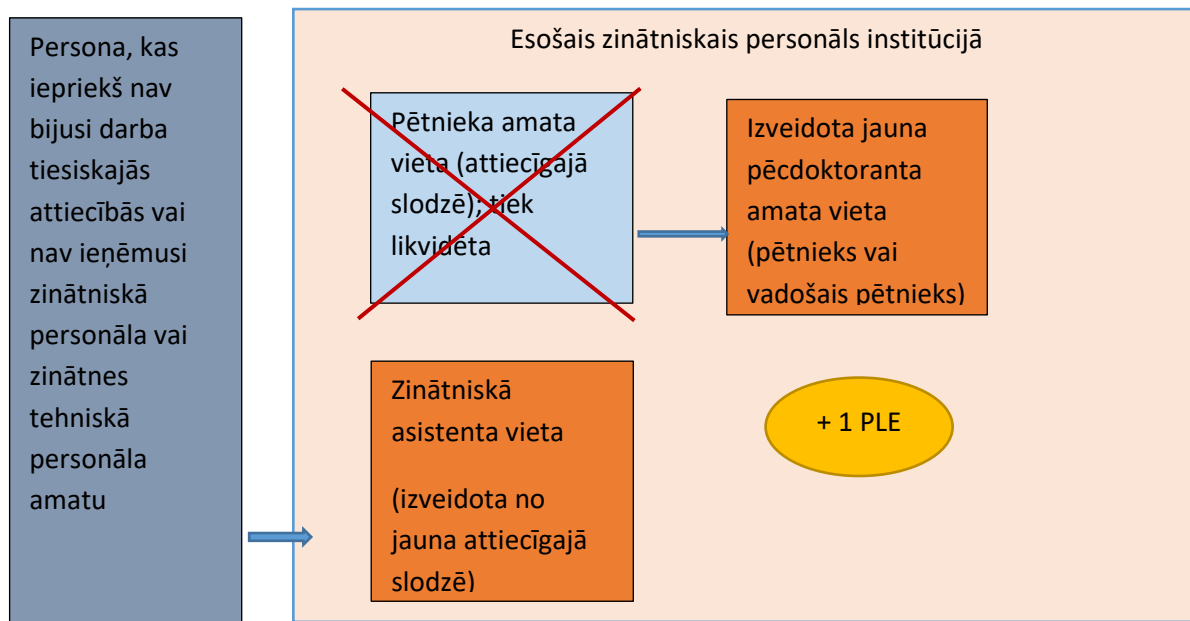 Persona, kas
iepriekš nav
bijusi darba
tiesiskajās
attiecībās vai
nav ieņēmusi
zinātniskā
personāla vai
zinātnes
tehniskā
personāla
amatu
Esošais zinātniskais personāls institūcijā
Pētnieka amata
vieta (attiecīgajā
slodzē); tiek
likvidēta
Izveidota jauna
pēcdoktoranta
amata vieta
(pētnieks vai
vadošais pētnieks)
Zinātniskā
asistenta vieta
(izveidota no
jauna attiecīgajā
slodzē)
+ 1 PLE